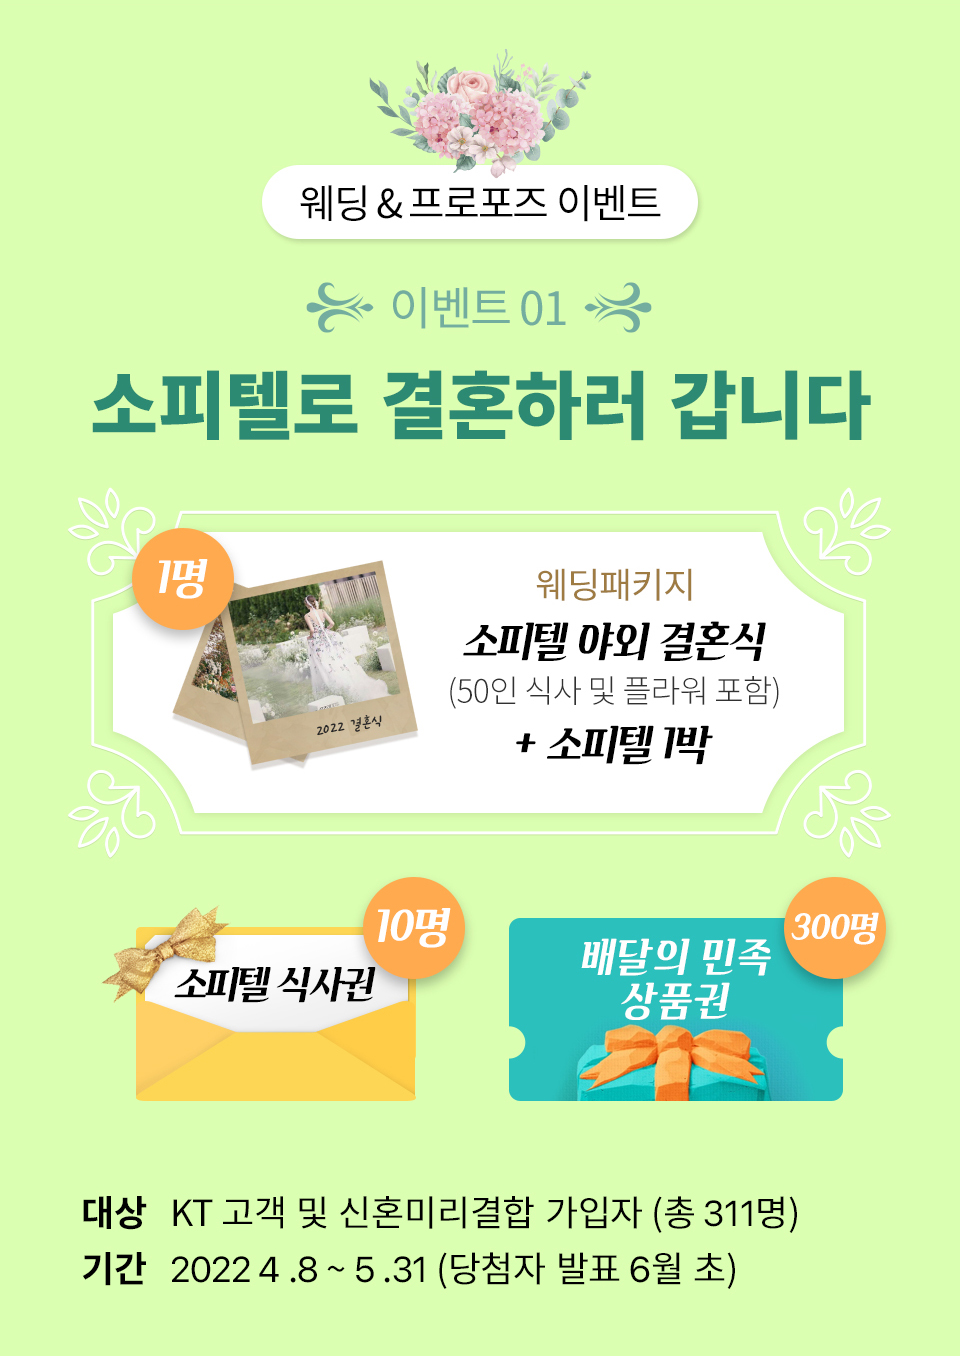 웨딩 & 프로포즈 이벤트
이벤트 01
소피텔로 결혼하러 갑니다
1명
웨딩패키지
소피텔 야외 결혼식
(50인 식사 및 플라워 포함)
+ 소피텔 1박
2022 결혼식
10명
소피텔 식사권
300명
배달의 민족
상품권
대상 KT 고객 및 신혼미리결합 가입자 (총 311명)
기간 2022 4 .8 ~ 5 .31 (당첨자 발표 6월 초)